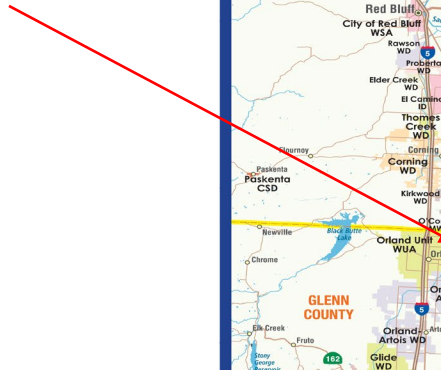 Red Bluff
City of Red Bluff
WSA
Rawson
WD
5
Proberta
WD
Elder Creek
WD
El Camino
ID
Thomes
Creek
WD
Flournoy
Corning
Corning
WD
Paskenta
Paskenta
CSD
Kirkwood
WD
Newville
Black Butte
Lake
Orland Unit
WUA
Chrome
GLENN
COUNTY
5
Elk Creek
Fruto
Orland-
Artois WD
162
Glide
WD
Stony
George
Reservoir